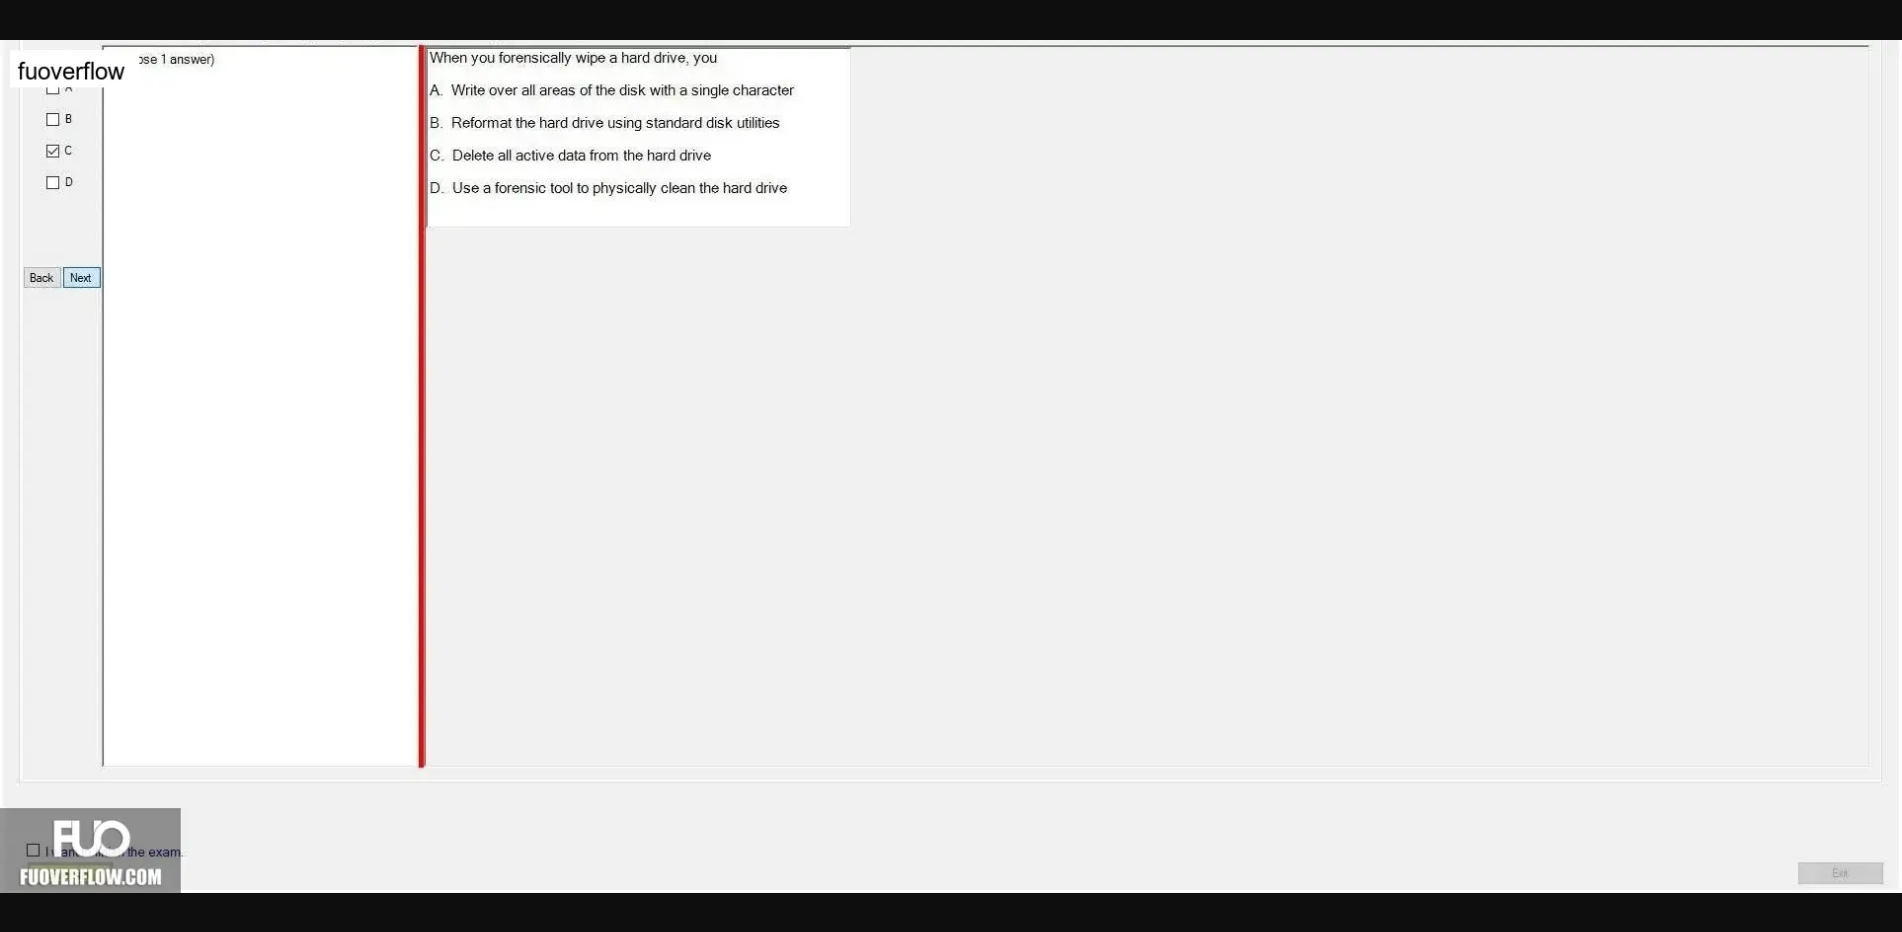 fuoverflow
ose 1 answer)
A
B
C
D
Back
Next
When you forensically wipe a hard drive, you
A. Write over all areas of the disk with a single character
B. Reformat the hard drive using standard disk utilities
C. Delete all active data from the hard drive
D. Use a forensic tool to physically clean the hard drive
FUO
I want the exam.
FUOVERFLOW.COM
Exit